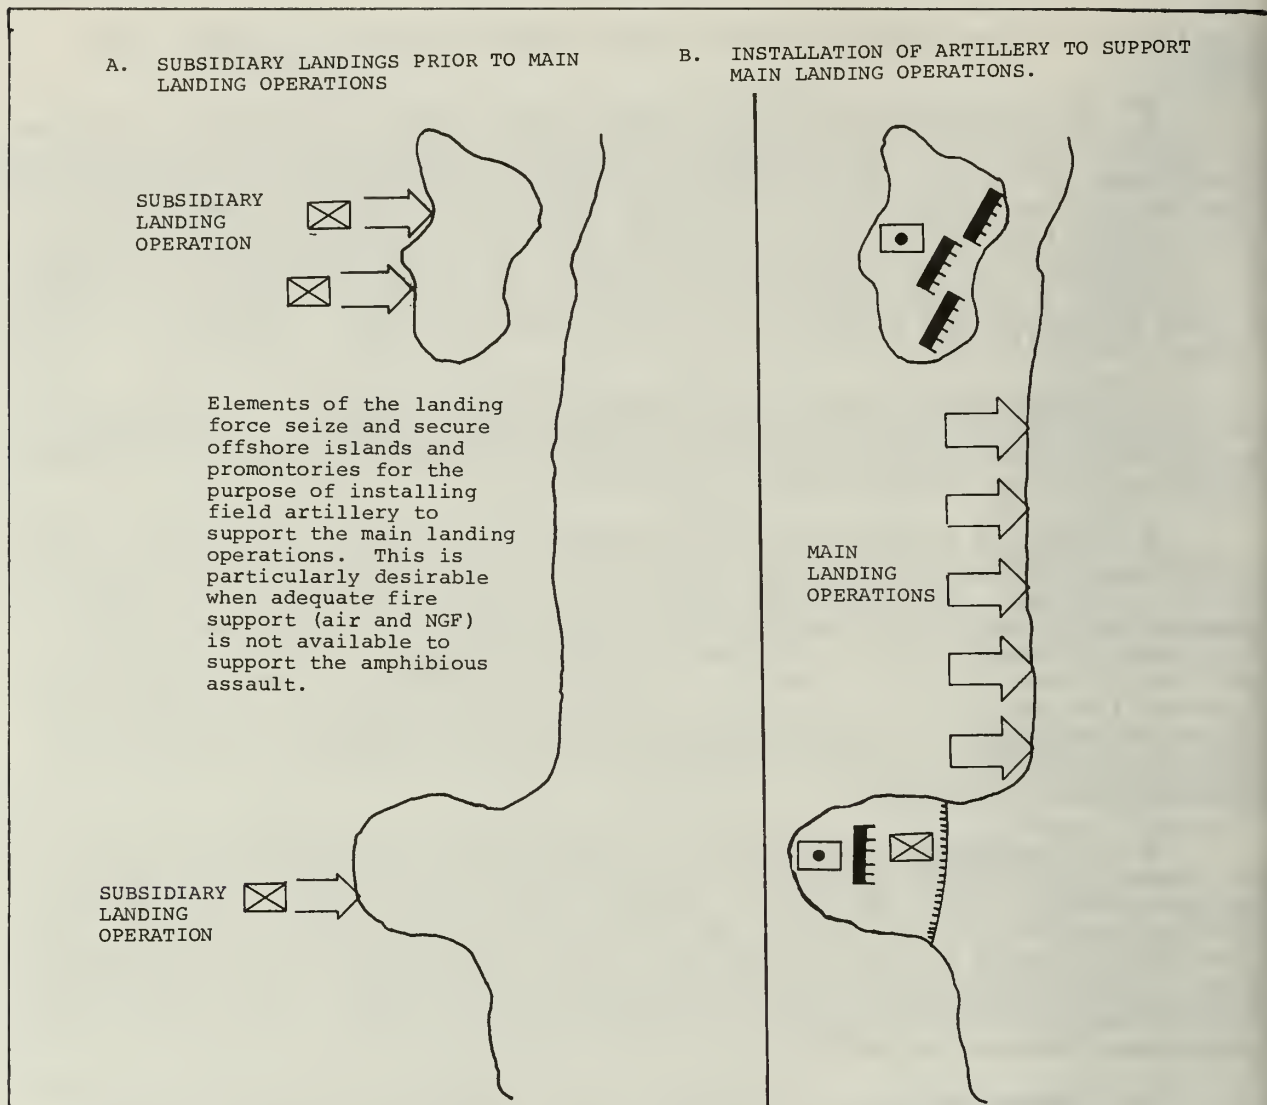 A. SUBSIDIARY LANDINGS PRIOR TO MAIN
LANDING OPERATIONS
SUBSIDIARY
LANDING
OPERATION
Elements of the landing
force seize and secure
offshore islands and
promontories for the
purpose of installing
field artillery to
support the main landing
operations. This is
particularly desirable
when adequate fire
support (air and NGF)
is not available to
support the amphibious
assault.
SUBSIDIARY
LANDING
OPERATION
B. INSTALLATION OF ARTILLERY TO SUPPORT
MAIN LANDING OPERATIONS.
MAIN
LANDING
OPERATIONS